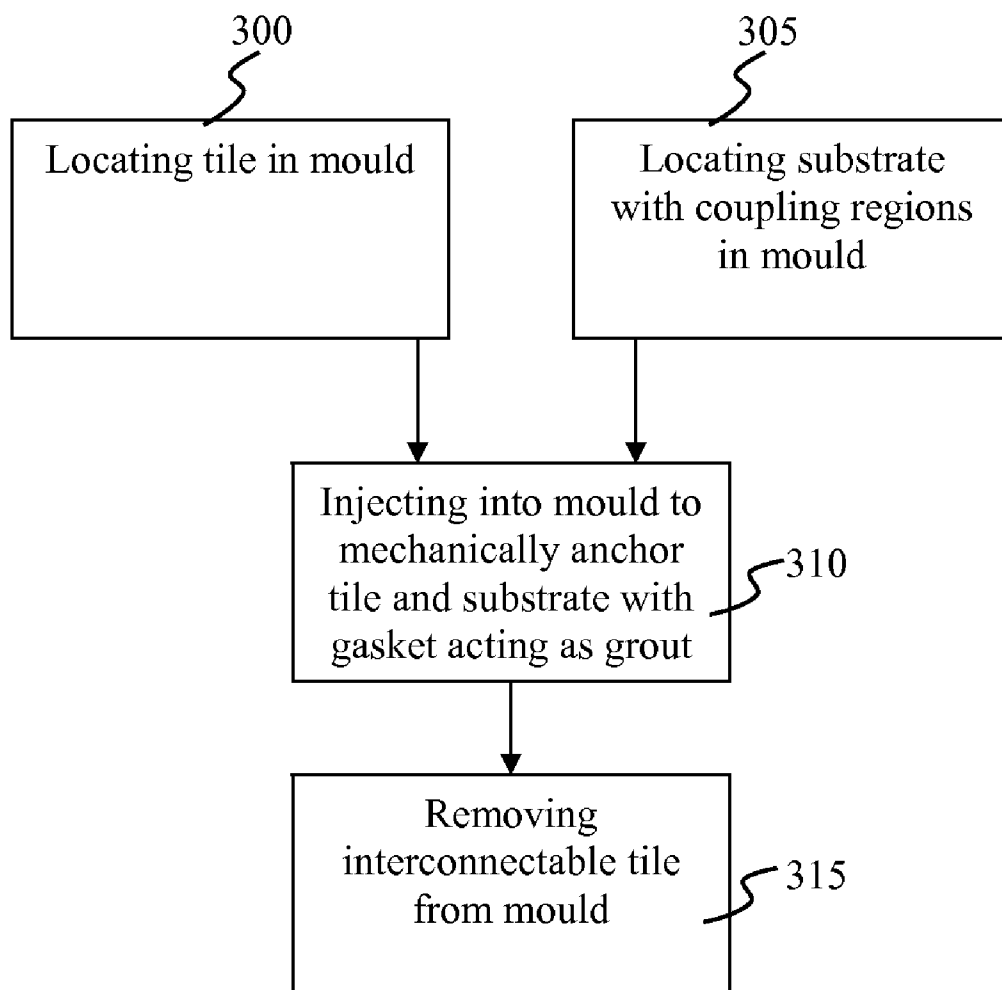 300
305
Locating tile in mould
Locating substrate
with coupling regions
in mould
Injecting into mould to
mechanically anchor
tile and substrate with
gasket acting as grout
310
Removing
interconnectable tile
from mould
315